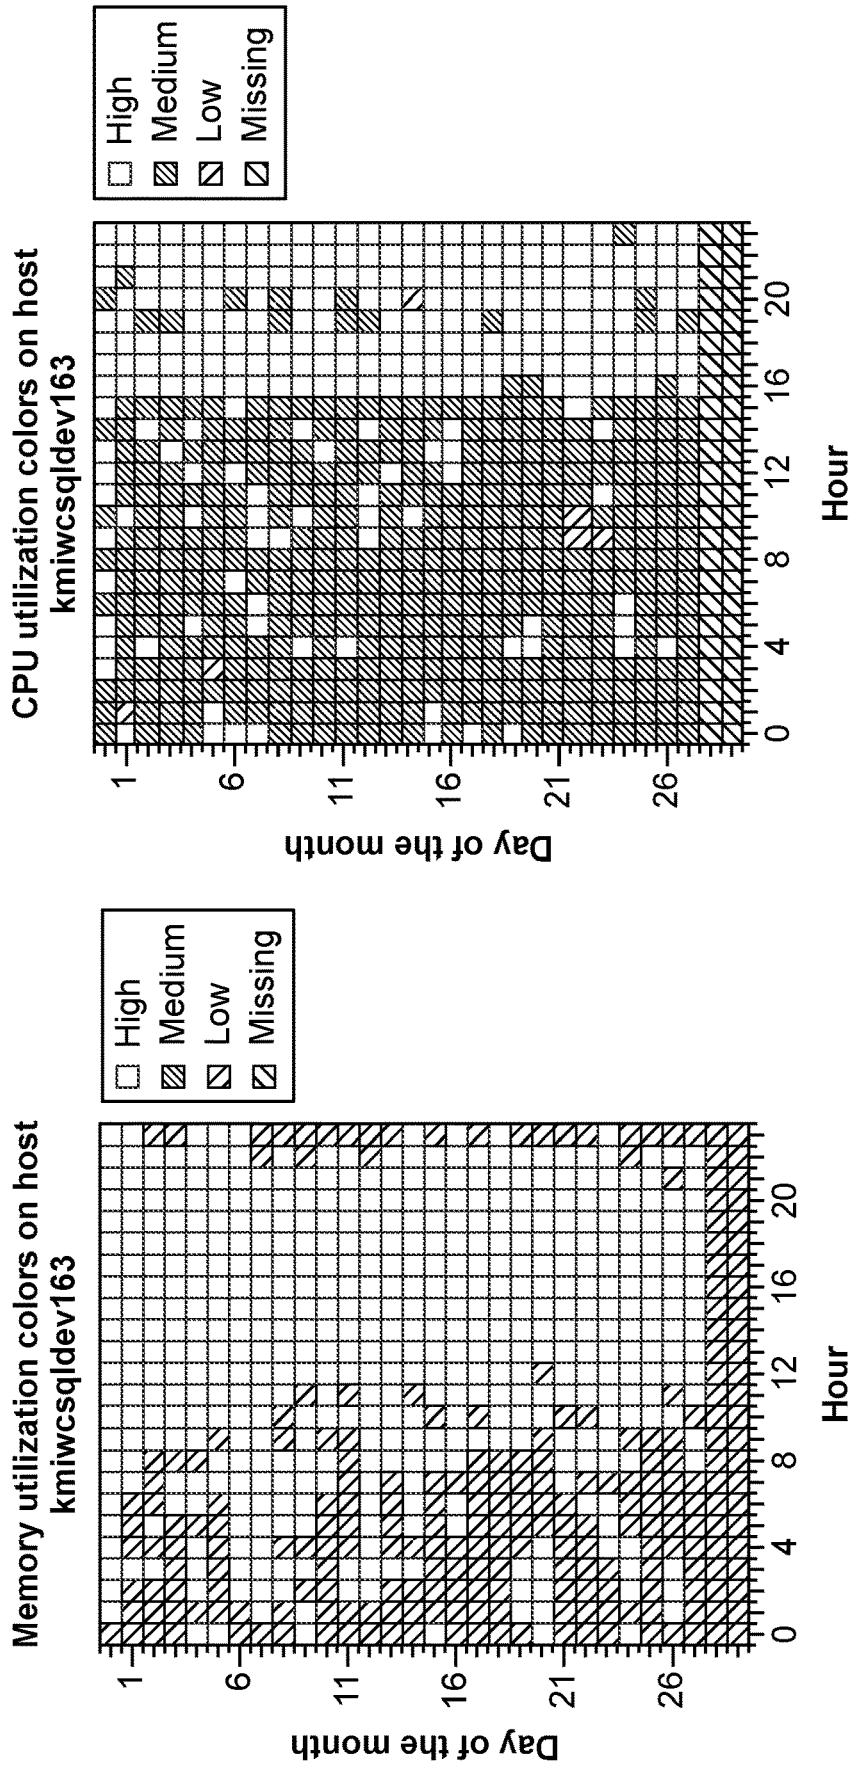 CPU utilization colors on host
kmiwcsqldev163
High
Medium
Low
Missing
Day of the month
1
6
11
16
21
26
0
4
8
12
16
20
Hour
Memory utilization colors on host
kmiwcsqldev163
High
Medium
Low
Missing
Day of the month
1
6
11
16
21
26
0
4
8
12
16
20
Hour